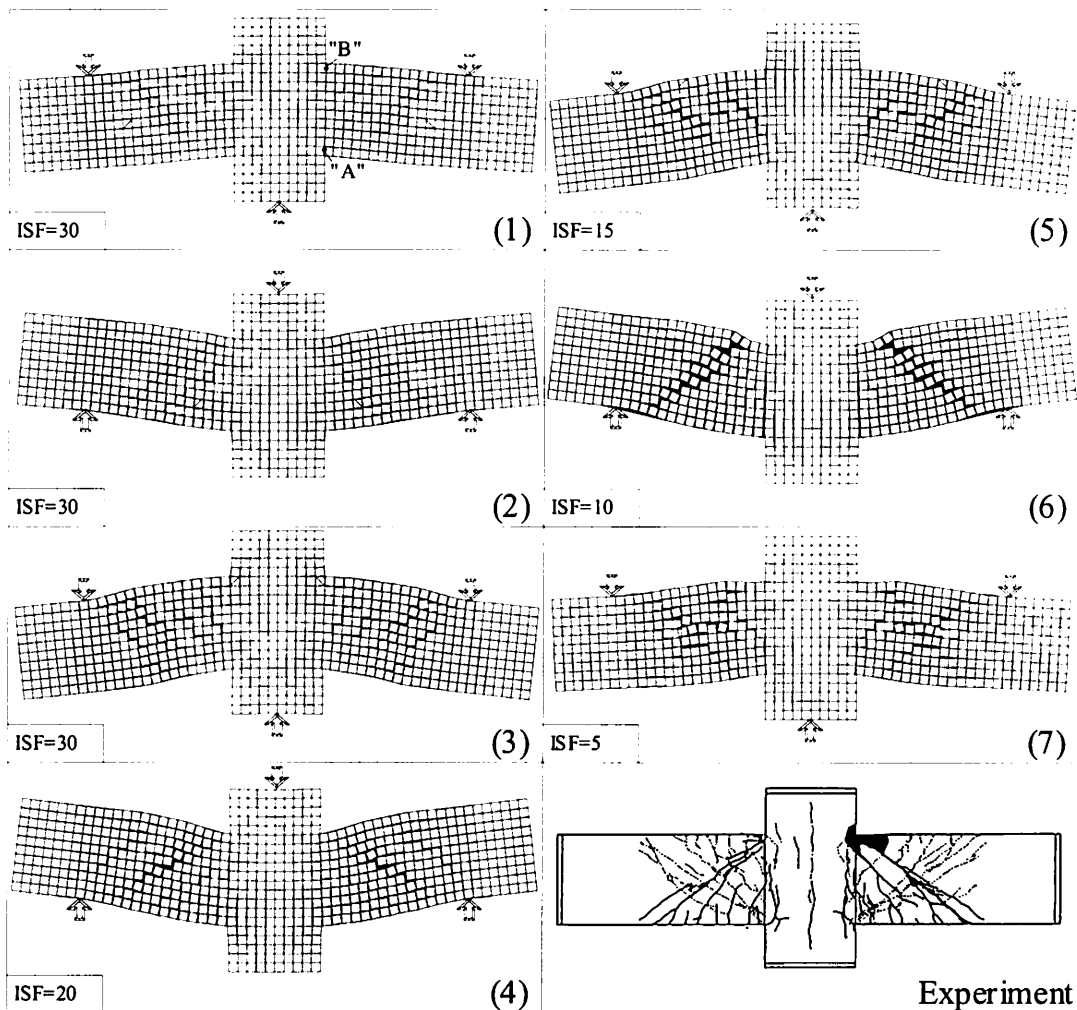 "B"
"A"
ISF=30
(1)
ISF=15
(5)
ISF=30
(2)
ISF=10
(6)
ISF=30
(3)
ISF=5
(7)
ISF=20
(4)
Experiment